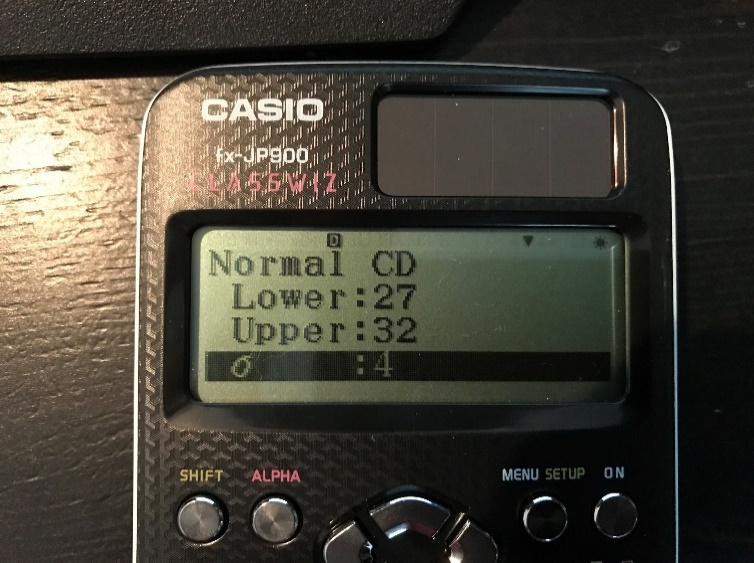 CASIO
fx-JP900
CLASSWIZ
D
Normal CD
Lower:27
Upper:32
σ :4
SHIFT ALPHA MENU SETUP ON